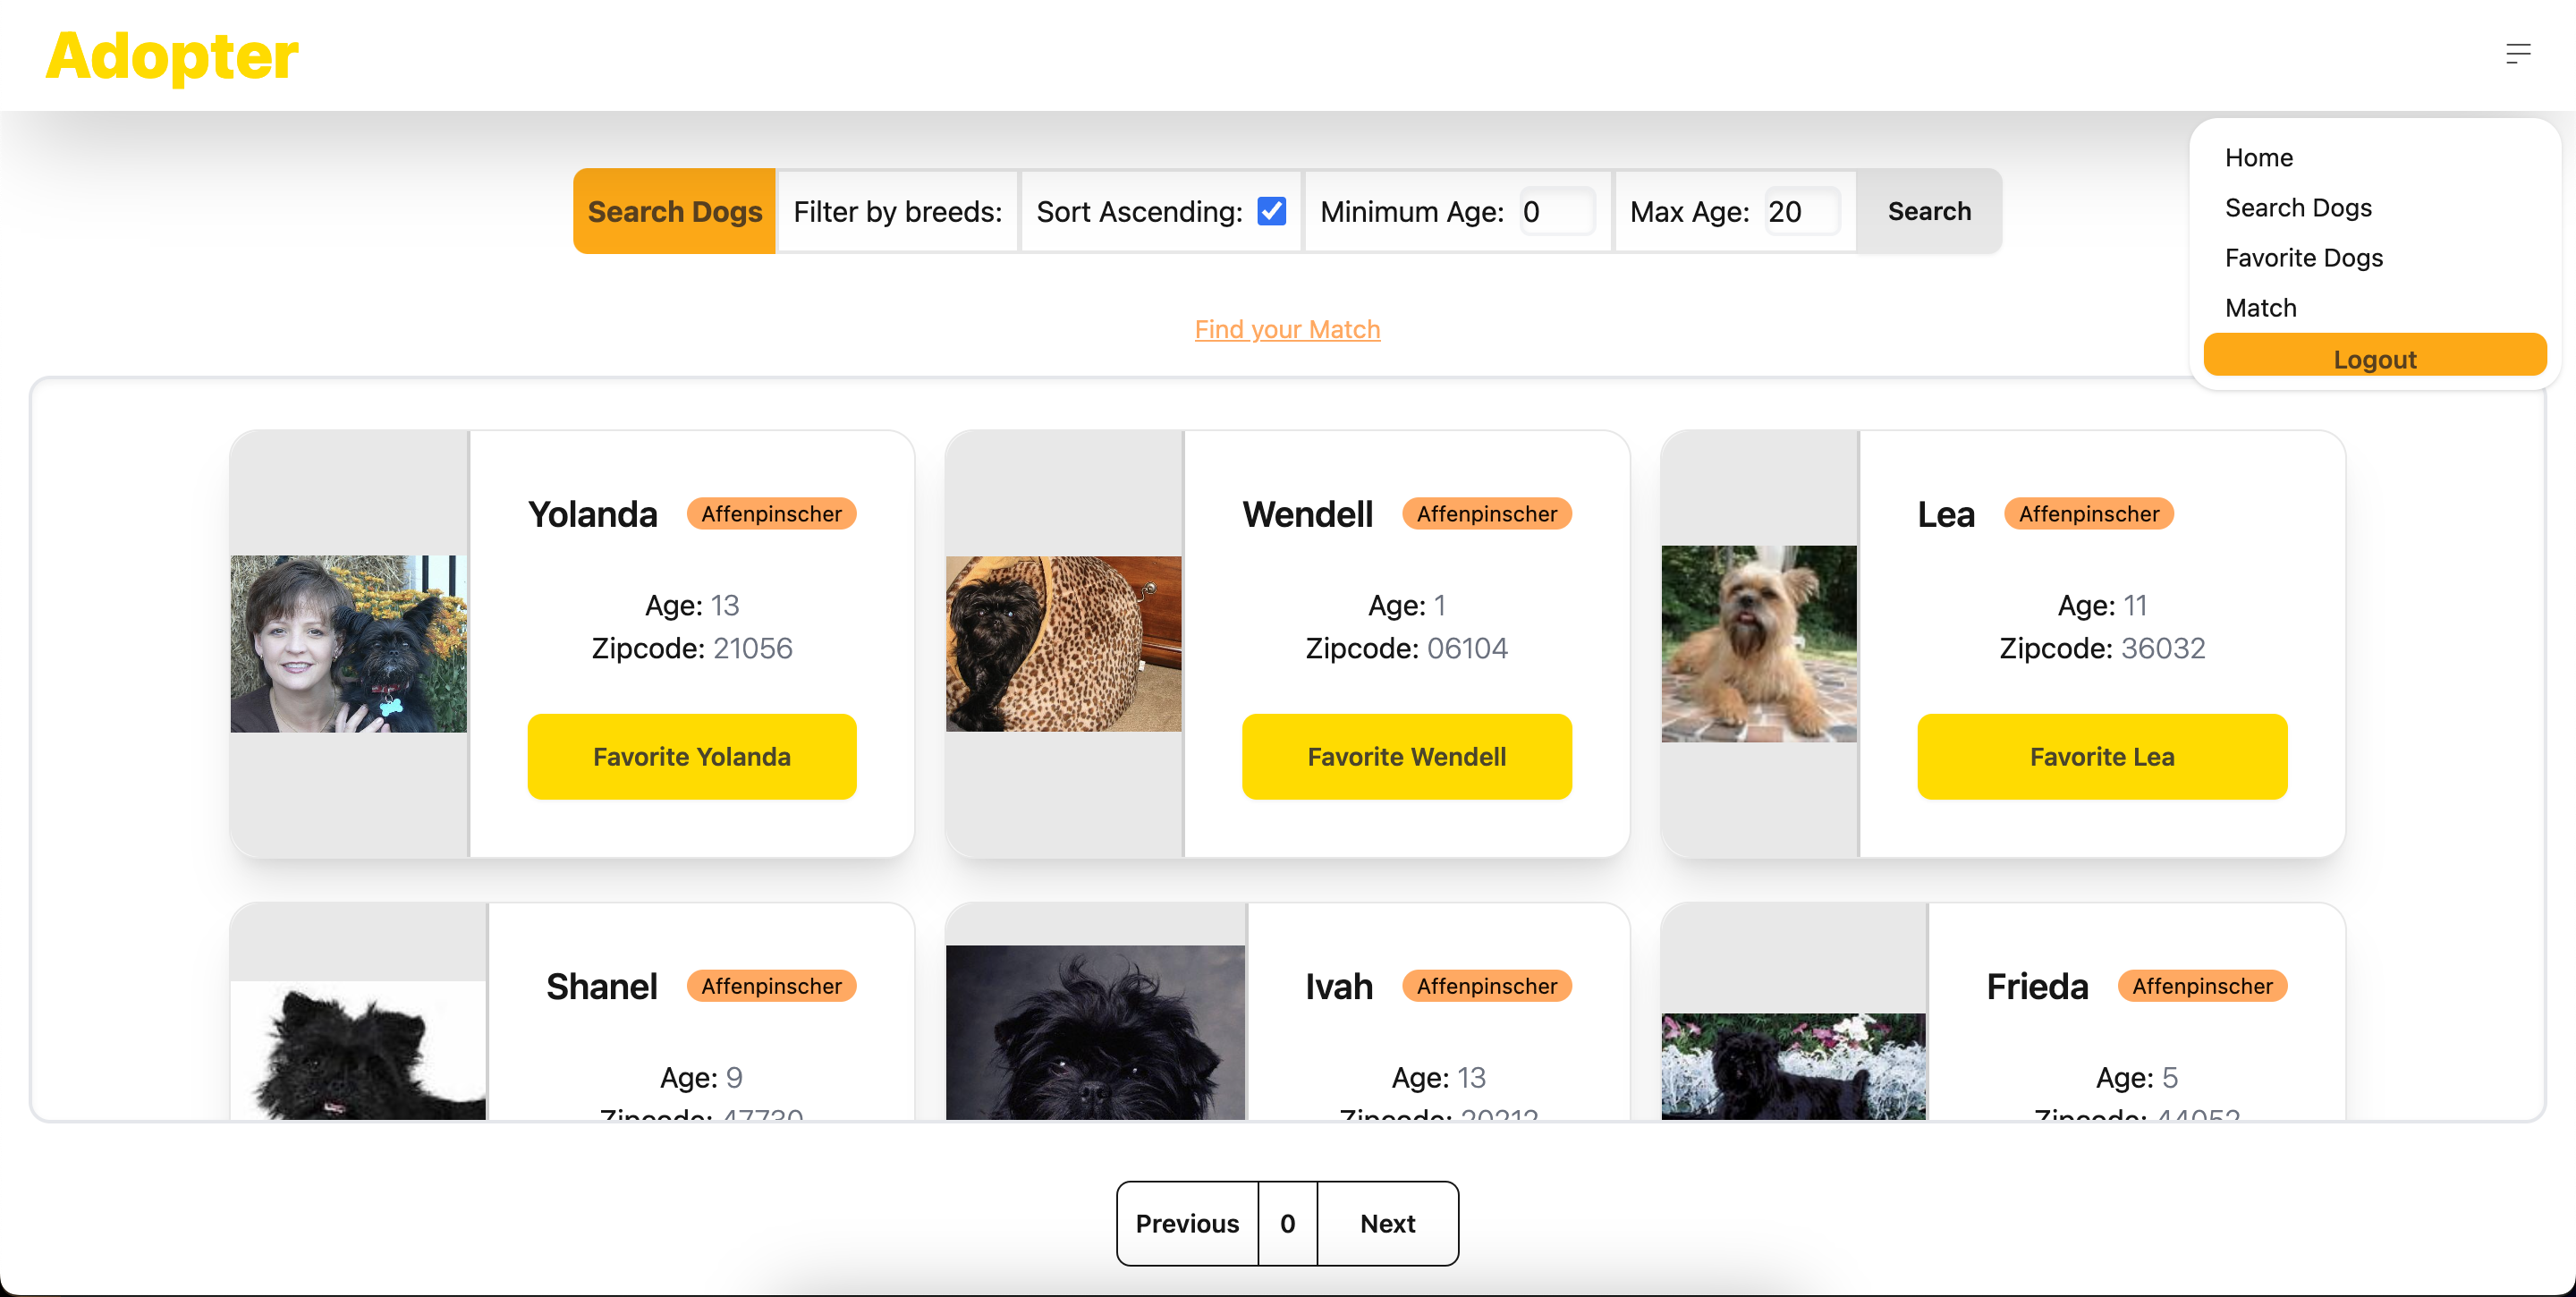 Adopter
Home
Search Dogs
Favorite Dogs
Match
Logout
Search Dogs Filter by breeds: Sort Ascending: Minimum Age: 0 Max Age: 20 Search
Find your Match
Yolanda Affenpinscher
Age: 13
Zipcode: 21056
Favorite Yolanda
Wendell Affenpinscher
Age: 1
Zipcode: 06104
Favorite Wendell
Lea Affenpinscher
Age: 11
Zipcode: 36032
Favorite Lea
Shanel Affenpinscher
Age: 9
Zipcode: 47730
Ivah Affenpinscher
Age: 13
Zipcode: 20212
Frieda Affenpinscher
Age: 5
Zipcode: 44052
Previous 0 Next